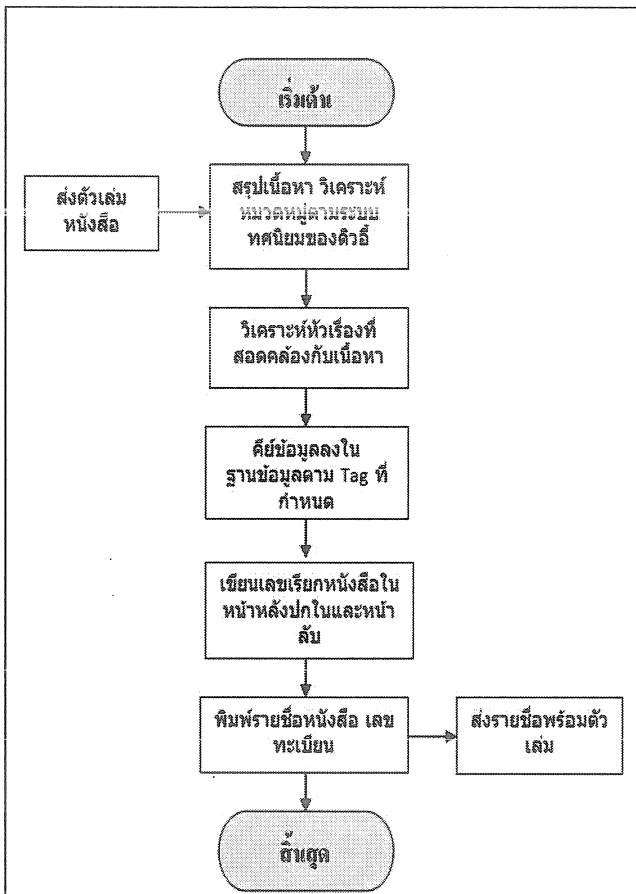 เริ่มต้น
ส่งตัวเล่ม
หนังสือ
สรุปเนื้อหา วิเคราะห์
หมวดหมู่ตามระบบ
ทศนิยมของดิวอี้
วิเคราะห์หัวเรื่องที่
สอดคล้องกับเนื้อหา
คีย์ข้อมูลลงใน
ฐานข้อมูลตาม Tag ที่
กำหนด
เขียนเลขเรียกหนังสือใน
หน้าหลังปกในและหน้า
ลับ
พิมพ์รายชื่อหนังสือ เลข
ทะเบียน
ส่งรายชื่อพร้อมตัว
เล่ม
สิ้นสุด